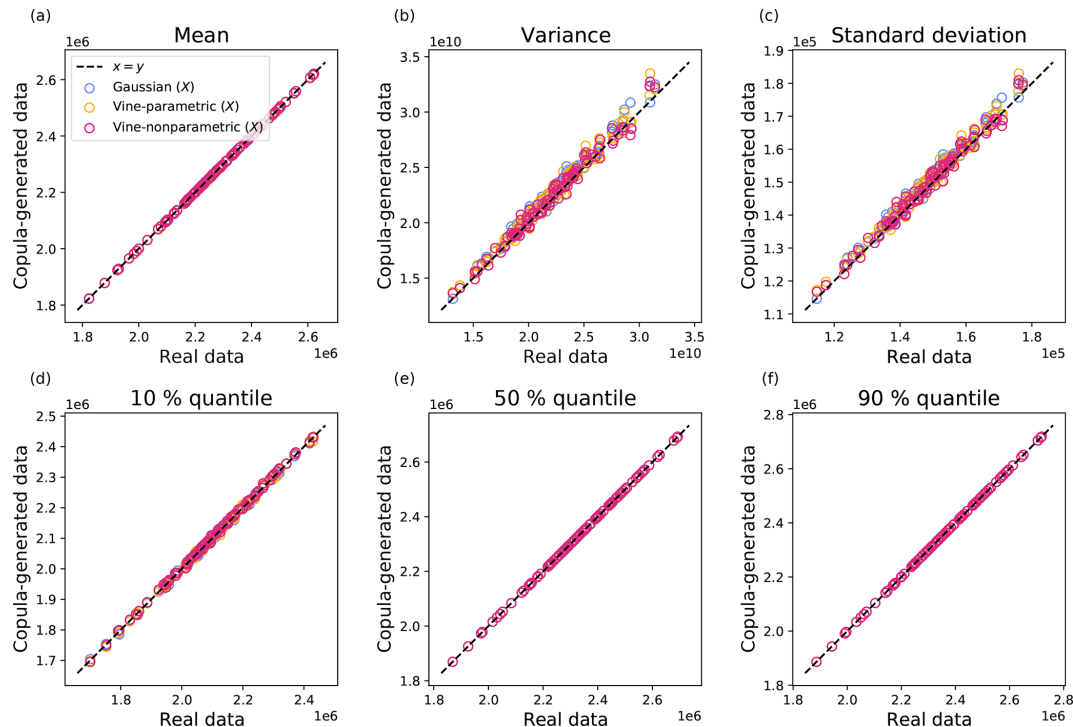 (a)
Mean
1e6
2.6
2.4
2.2
2.0
1.8
Copula-generated data
x = y
Gaussian (X)
Vine-parametric (X)
Vine-nonparametric (X)
1.8 2.0 2.2 2.4 2.6
Real data 1e6
(b)
Variance
1e10
3.5
3.0
2.5
2.0
1.5
Copula-generated data
1.5 2.0 2.5 3.0 3.5
Real data 1e10
(c)
Standard deviation
1e5
1.9
1.8
1.7
1.6
1.5
1.4
1.3
1.2
1.1
Copula-generated data
1.2 1.4 1.6 1.8
Real data 1e5
(d)
10 % quantile
1e6
2.5
2.4
2.3
2.2
2.1
2.0
1.9
1.8
1.7
Copula-generated data
1.8 2.0 2.2 2.4
Real data 1e6
(e)
50 % quantile
1e6
2.6
2.4
2.2
2.0
1.8
Copula-generated data
1.8 2.0 2.2 2.4 2.6
Real data 1e6
(f)
90 % quantile
1e6
2.8
2.6
2.4
2.2
2.0
1.8
Copula-generated data
1.8 2.0 2.2 2.4 2.6 2.8
Real data 1e6